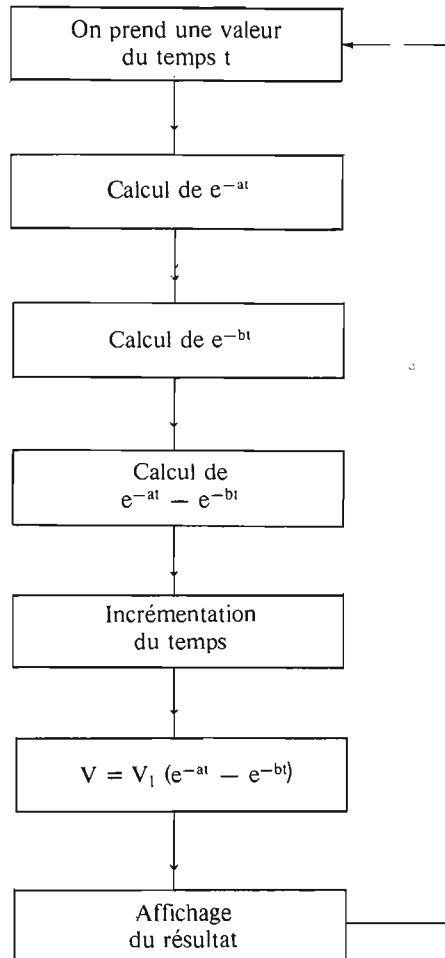 On prend une valeur
du temps t
Calcul de e⁻ᵃᵗ
Calcul de e⁻ᵇᵗ
Calcul de
e⁻ᵃᵗ − e⁻ᵇᵗ
Incrémentation
du temps
V = V₁ (e⁻ᵃᵗ − e⁻ᵇᵗ)
Affichage
du résultat